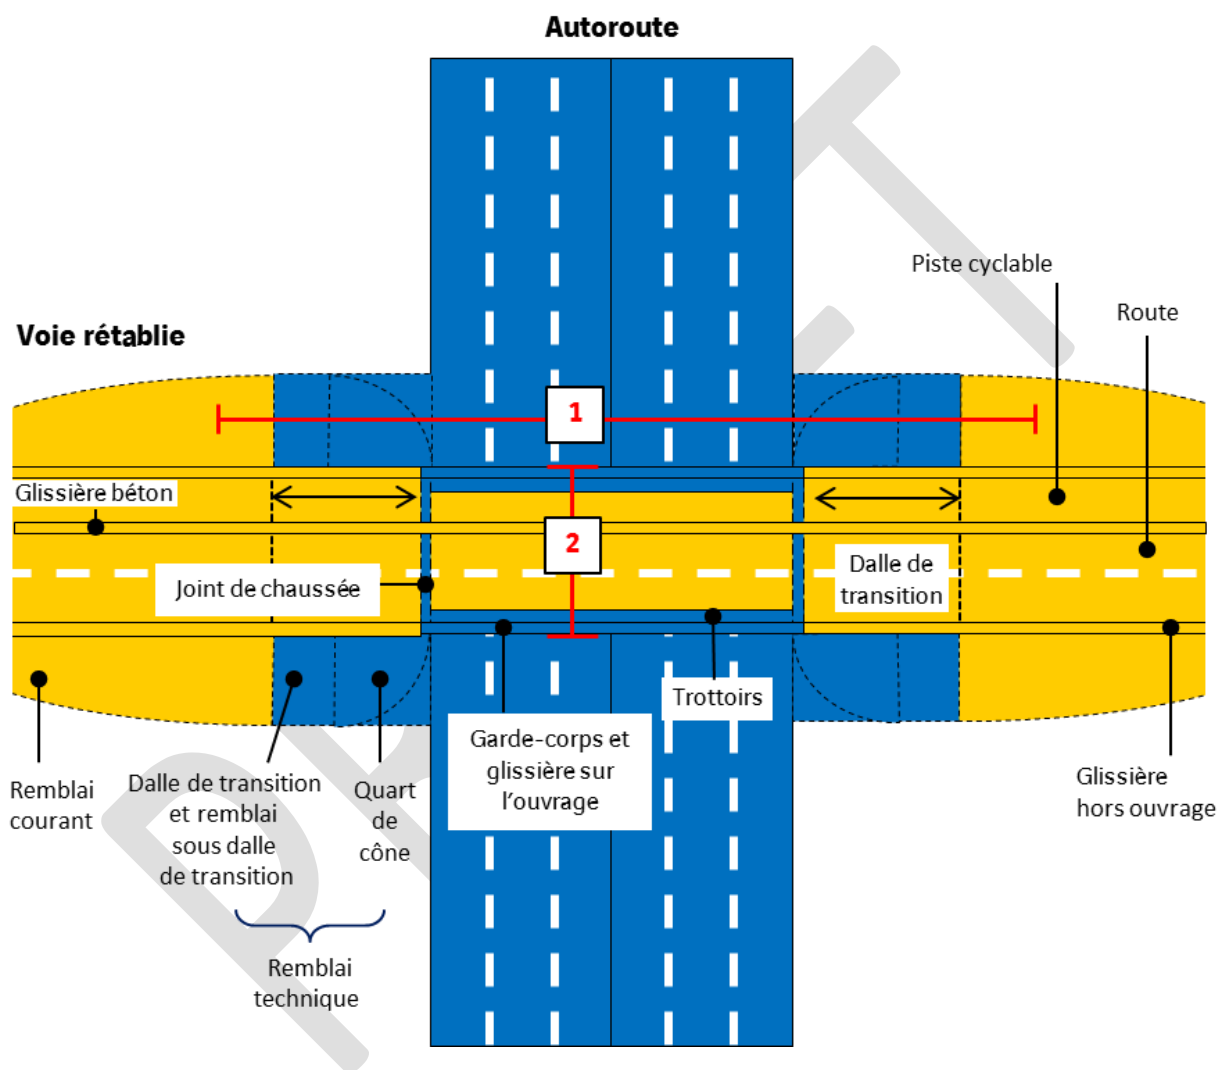 Autoroute
Piste cyclable
Route
Voie rétablie
1
Glissière béton
2
Joint de chaussée
Dalle de
transition
Trottoirs
Garde-corps et
glissière sur
l'ouvrage
Remblai
courant
Dalle de transition
et remblai
sous dalle
de transition
Quart
de
cône
Glissière
hors ouvrage
Remblai
technique